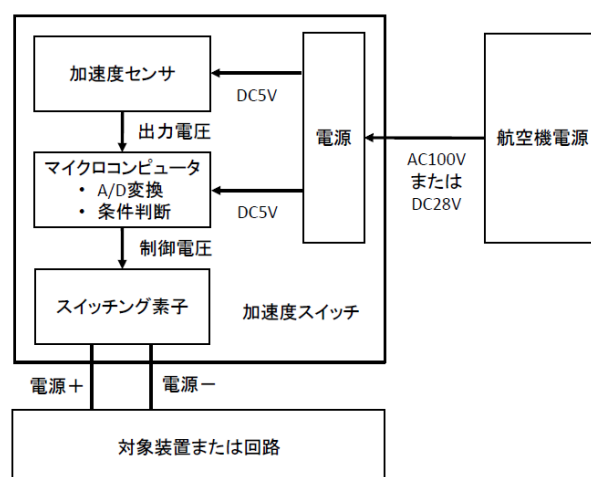 加速度センサ
DC5V
出力電圧
電源
航空機電源
AC100V
または
DC28V
マイクロコンピュータ
・ A/D変換
・ 条件判断
DC5V
制御電圧
スイッチング素子
加速度スイッチ
電源＋
電源－
対象装置または回路